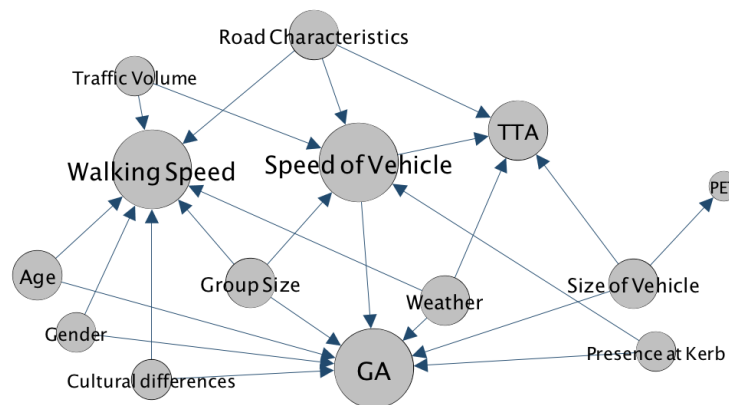 Road Characteristics
Traffic Volume
TTA
Walking Speed
Speed of Vehicle
PET
Age
Group Size
Weather
Size of Vehicle
Gender
Presence at Kerb
Cultural differences
GA